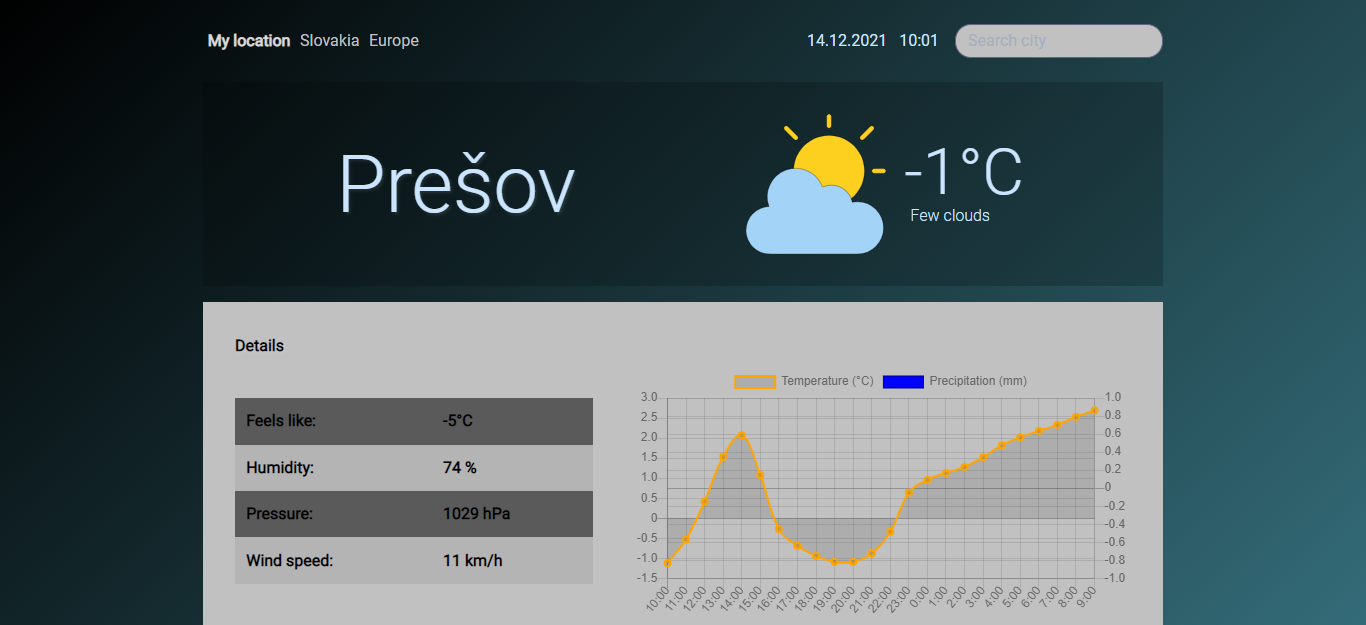 My location Slovakia Europe 14.12.2021 10:01 Search city
Prešov
-1°C
Few clouds
Details
Feels like: -5°C
Humidity: 74 %
Pressure: 1029 hPa
Wind speed: 11 km/h
Temperature (°C) Precipitation (mm)
3.0 1.0
2.5 0.8
2.0 0.6
1.5 0.4
1.0 0.2
0.5 0
0 -0.2
-0.5 -0.4
-1.0 -0.6
-1.5 -0.8
-1.0
10:00 11:00 12:00 13:00 14:00 15:00 16:00 17:00 18:00 19:00 20:00 21:00 22:00 23:00 0:00 1:00 2:00 3:00 4:00 5:00 6:00 7:00 8:00 9:00